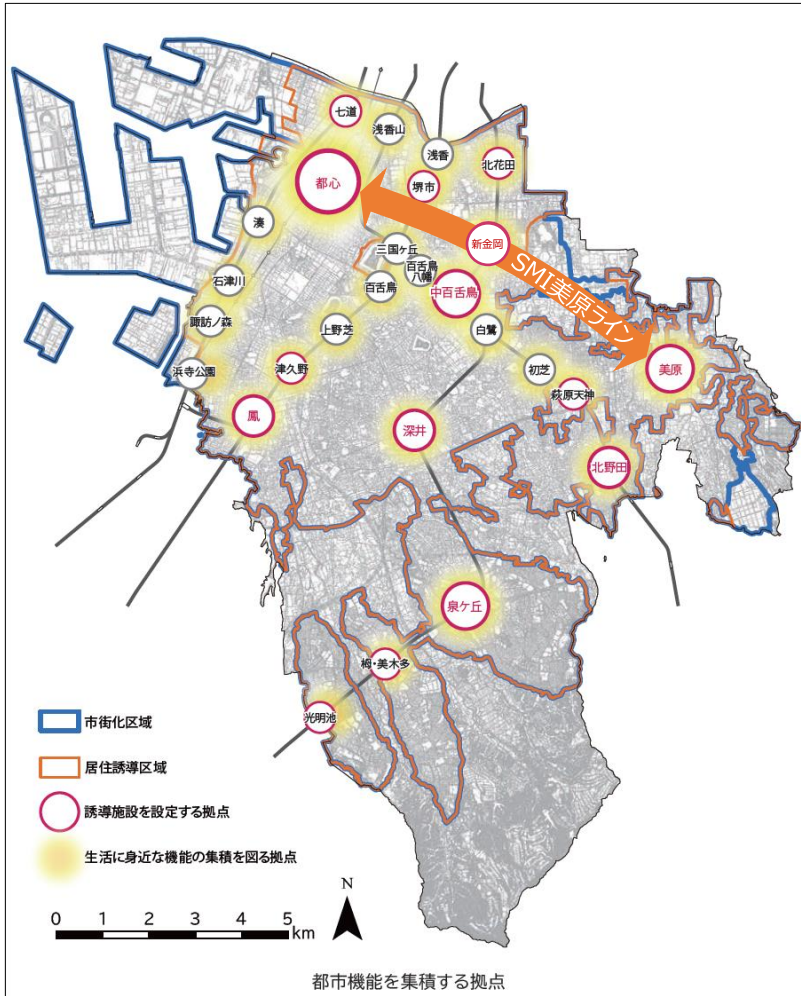 七道
浅香山
浅香
都心
堺市
北花田
湊
新金岡
三国ヶ丘
百舌鳥
八幡
石津川
百舌鳥
中百舌鳥
SMI美原ライン
諏訪ノ森
上野芝
白鷺
浜寺公園
津久野
初芝
美原
萩原天神
鳳
深井
北野田
泉ケ丘
栂・美木多
光明池
市街化区域
居住誘導区域
誘導施設を設定する拠点
生活に身近な機能の集積を図る拠点
N
0 1 2 3 4 5
km
都市機能を集積する拠点